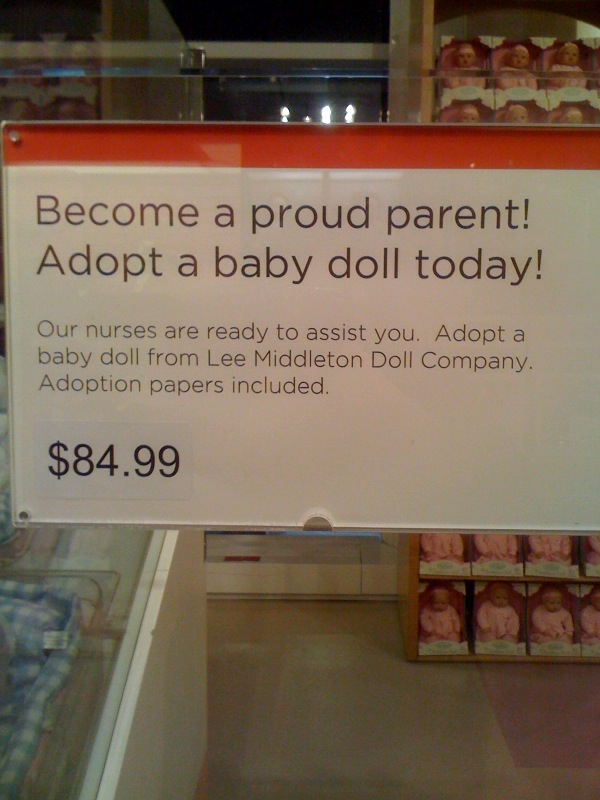 Become a proud parent!
Adopt a baby doll today!
Our nurses are ready to assist you. Adopt a
baby doll from Lee Middleton Doll Company.
Adoption papers included.
$84.99